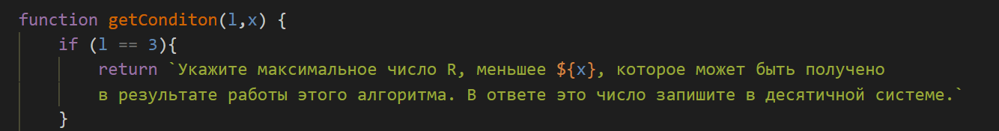 function getConditon(l,x) {
if (l == 3){
return `Укажите максимальное число R, меньшее ${x}, которое может быть получено
в результате работы этого алгоритма. В ответе это число запишите в десятичной системе.`
}